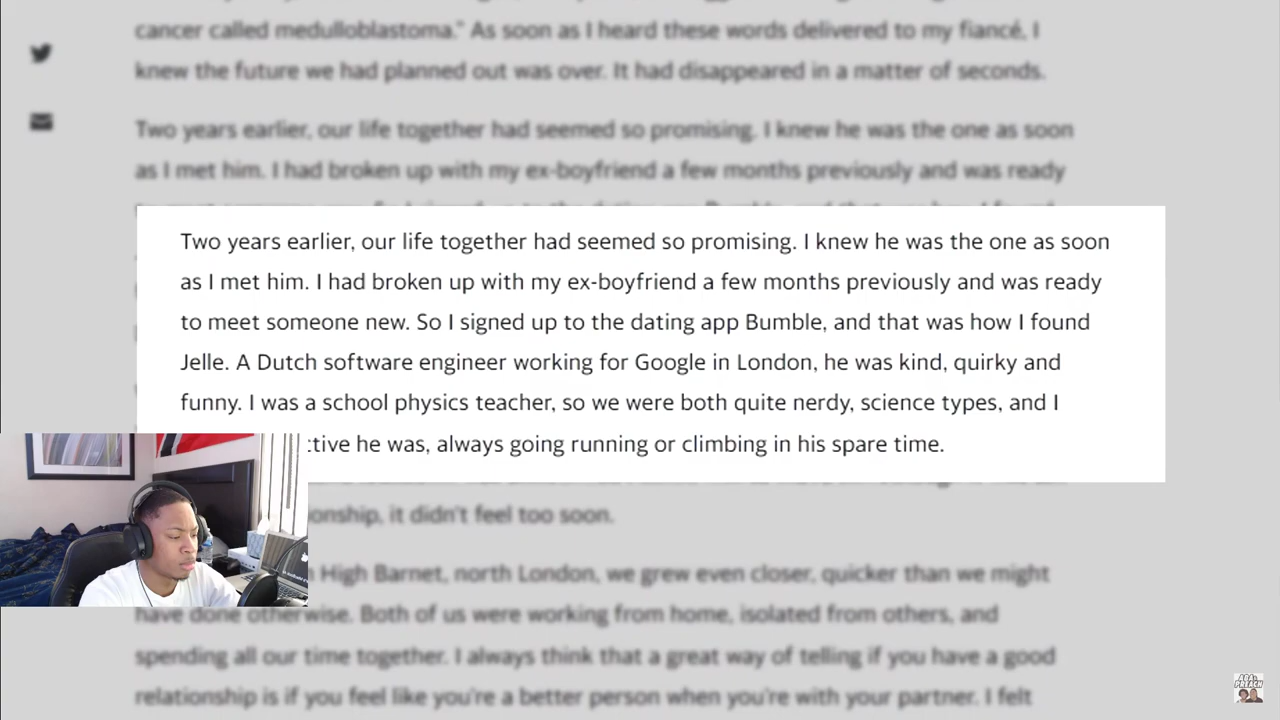 cancer called medulloblastoma." As soon as I heard these words delivered to my fiancé, I
knew the future we had planned out was over. It had disappeared in a matter of seconds.
Two years earlier, our life together had seemed so promising. I knew he was the one as soon
as I met him. I had broken up with my ex-boyfriend a few months previously and was ready
Two years earlier, our life together had seemed so promising. I knew he was the one as soon
as I met him. I had broken up with my ex-boyfriend a few months previously and was ready
to meet someone new. So I signed up to the dating app Bumble, and that was how I found
Jelle. A Dutch software engineer working for Google in London, he was kind, quirky and
funny. I was a school physics teacher, so we were both quite nerdy, science types, and I
ctive he was, always going running or climbing in his spare time.
onship, it didn't feel too soon.
High Barnet, north London, we grew even closer, quicker than we might
have done otherwise. Both of us were working from home, isolated from others, and
spending all our time together. I always think that a great way of telling if you have a good
relationship is if you feel like you're a better person when you're with your partner. I felt
ABA&
PREACH